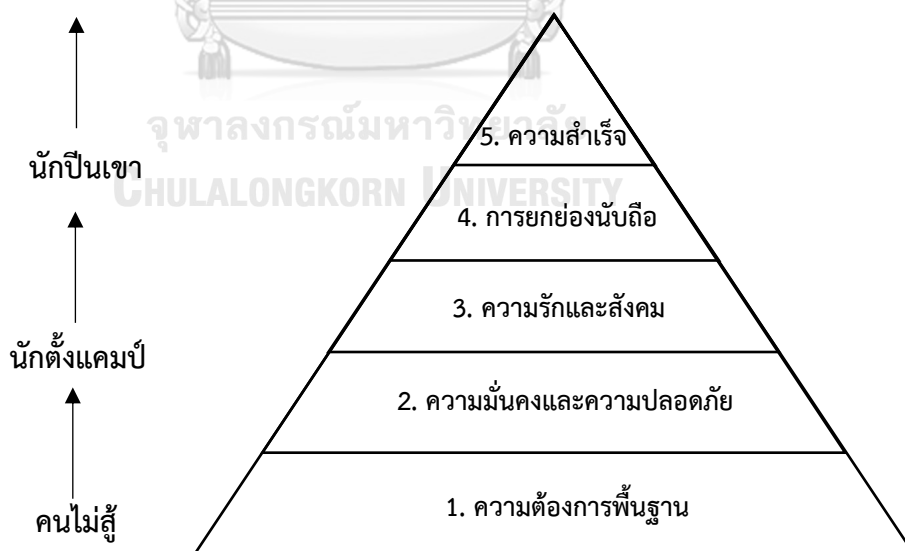 5. ความสำเร็จ
จุฬาลงกรณ์มหาวิทยาลัย
นักปีนเขา
CHULALONGKORN UNIVERSITY
4. การยกย่องนับถือ
3. ความรักและสังคม
นักตั้งแคมป์
2. ความมั่นคงและความปลอดภัย
1. ความต้องการพื้นฐาน
คนไม่สู้